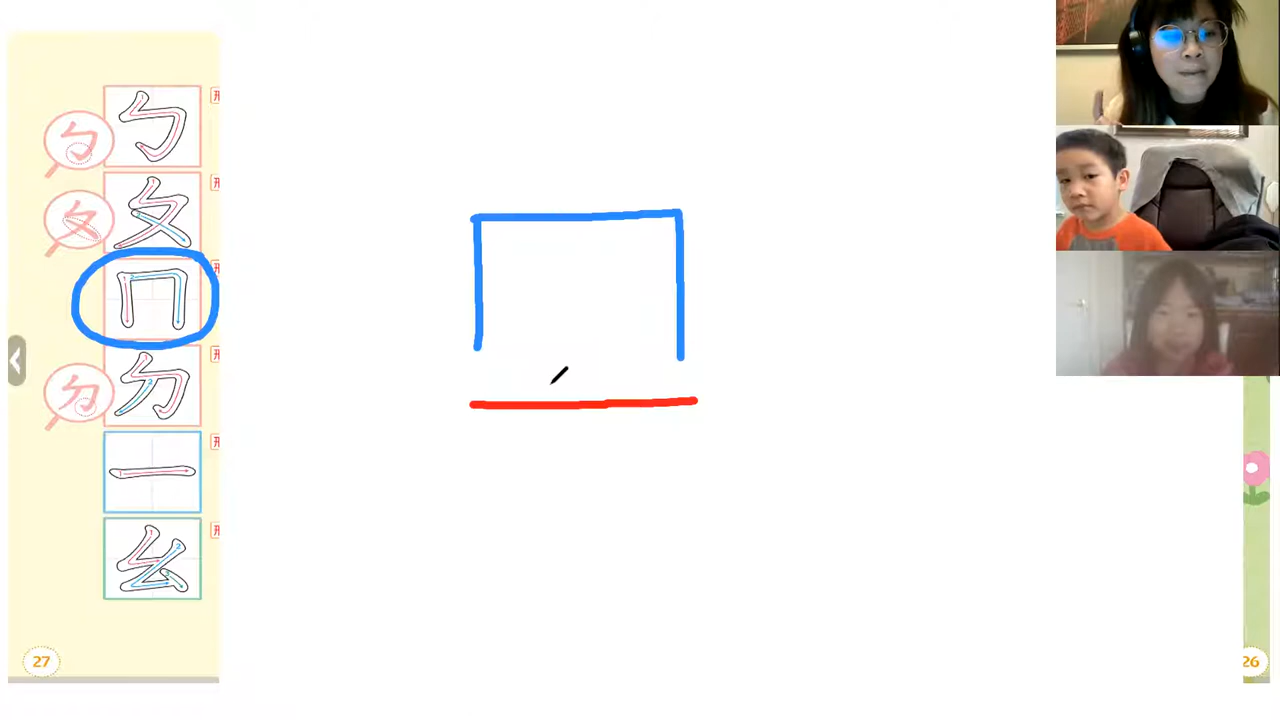 ㄅ
ㄆ
ㄇ
ㄉ
ㄧ
ㄠ
27
ㄅ
ㄆ
ㄉ
ㄇ
26